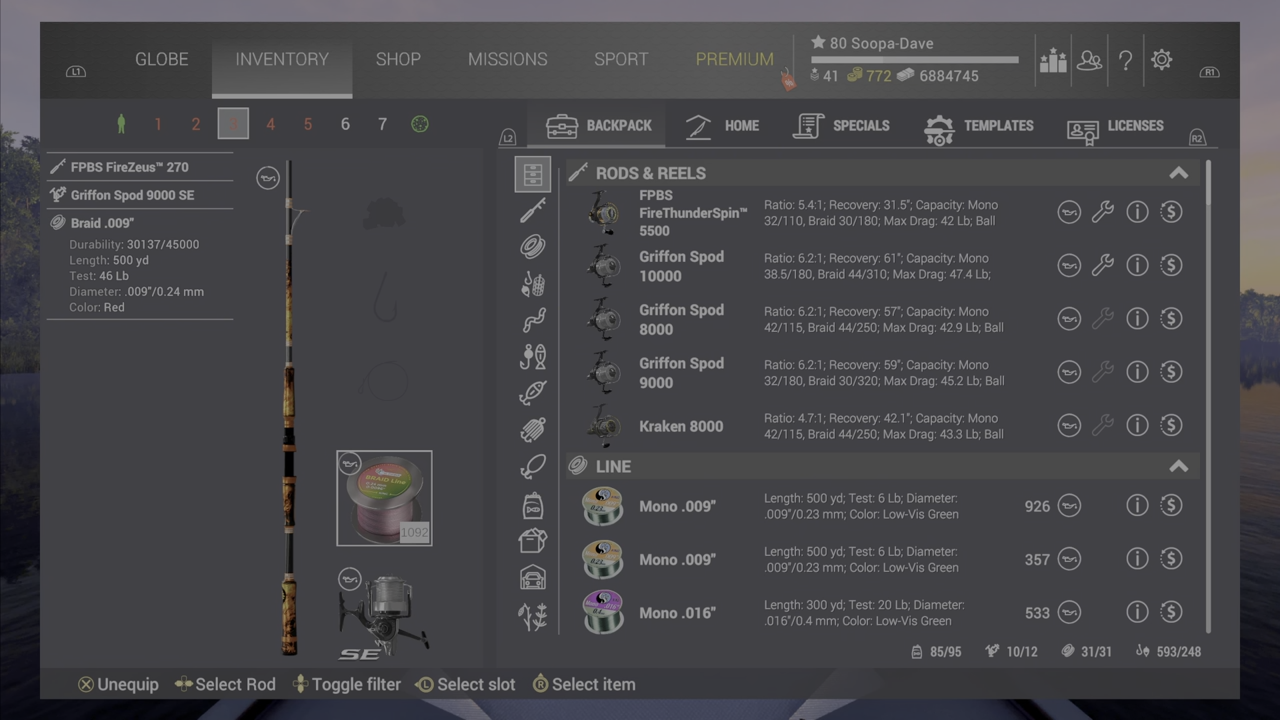 GLOBE INVENTORY SHOP MISSIONS SPORT PREMIUM
80 Soopa-Dave
41 772 6884745
L1 R1
1 2 3 4 5 6 7
L2 BACKPACK HOME SPECIALS TEMPLATES LICENSES R2
FPBS FireZeus™ 270
Griffon Spod 9000 SE
Braid .009"
Durability: 30137/45000
Length: 500 yd
Test: 46 Lb
Diameter: .009"/0.24 mm
Color: Red
BRAID Line
1092
SE
RODS & REELS
FPBS
FireThunderSpin™
5500
Ratio: 5.4:1; Recovery: 31.5"; Capacity: Mono
32/110, Braid 30/180; Max Drag: 42 Lb; Ball
Griffon Spod
10000
Ratio: 6.2:1; Recovery: 61"; Capacity: Mono
38.5/180, Braid 44/310; Max Drag: 47.4 Lb;
Griffon Spod
8000
Ratio: 6.2:1; Recovery: 57"; Capacity: Mono
42/115, Braid 44/250; Max Drag: 42.9 Lb; Ball
Griffon Spod
9000
Ratio: 6.2:1; Recovery: 59"; Capacity: Mono
32/180, Braid 30/320; Max Drag: 45.2 Lb; Ball
Kraken 8000
Ratio: 4.7:1; Recovery: 42.1"; Capacity: Mono
42/115, Braid 44/250; Max Drag: 43.3 Lb; Ball
LINE
Mono .009"
Length: 500 yd; Test: 6 Lb; Diameter:
.009"/0.23 mm; Color: Low-Vis Green
926
Mono .009"
Length: 500 yd; Test: 6 Lb; Diameter:
.009"/0.23 mm; Color: Low-Vis Green
357
Mono .016"
Length: 300 yd; Test: 20 Lb; Diameter:
.016"/0.4 mm; Color: Low-Vis Green
533
85/95 10/12 31/31 593/248
Unequip Select Rod Toggle filter L Select slot R Select item